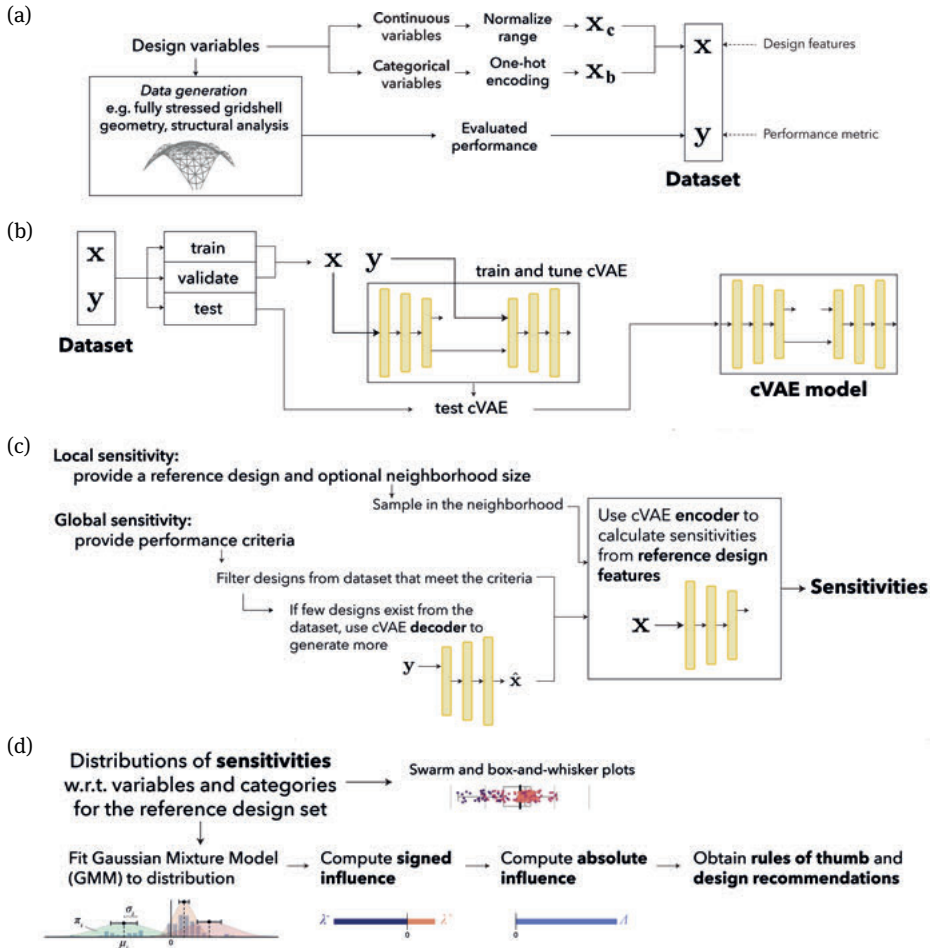 (a)
Design variables
Continuous
variables
Normalize
range
x_c
Categorical
variables
One-hot
encoding
x_b
x
Design features
Data generation
e.g. fully stressed gridshell
geometry, structural analysis
Evaluated
performance
y
Performance metric
Dataset
(b)
x
y
Dataset
train
validate
test
x y
train and tune cVAE
test cVAE
cVAE model
(c)
Local sensitivity:
provide a reference design and optional neighborhood size
Sample in the neighborhood
Global sensitivity:
provide performance criteria
Filter designs from dataset that meet the criteria
If few designs exist from the
dataset, use cVAE decoder to
generate more
y
x̂
Use cVAE encoder to
calculate sensitivities
from reference design
features
x
Sensitivities
(d)
Distributions of sensitivities
w.r.t. variables and categories
for the reference design set
Swarm and box-and-whisker plots
Fit Gaussian Mixture Model
(GMM) to distribution
Compute signed
influence
Compute absolute
influence
Obtain rules of thumb and
design recommendations
π_i
σ_i
μ_i
0
λ⁻
λ⁺
0
Λ
0